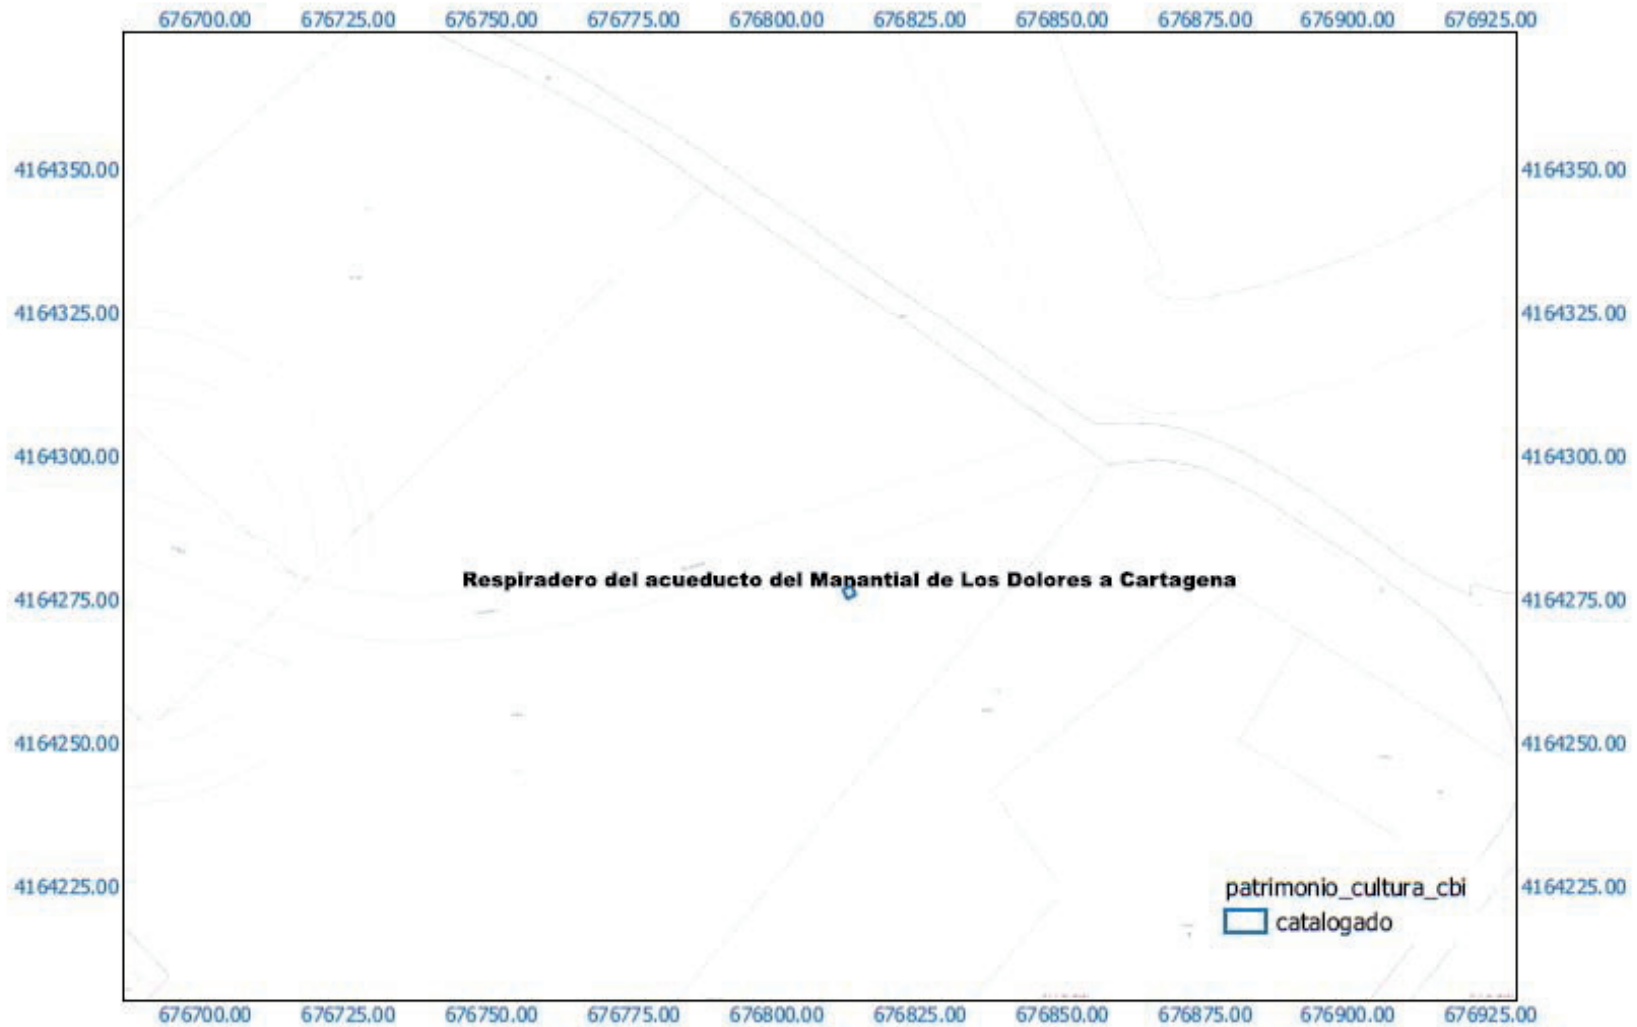 676700.00 676725.00 676750.00 676775.00 676800.00 676825.00 676850.00 676875.00 676900.00 676925.00
4164350.00 4164350.00
4164325.00 4164325.00
4164300.00 4164300.00
Respiradero del acueducto del Manantial de Los Dolores a Cartagena
4164275.00 4164275.00
4164250.00 4164250.00
4164225.00 4164225.00
patrimonio_cultura_cbi
catalogado
676700.00 676725.00 676750.00 676775.00 676800.00 676825.00 676850.00 676875.00 676900.00 676925.00